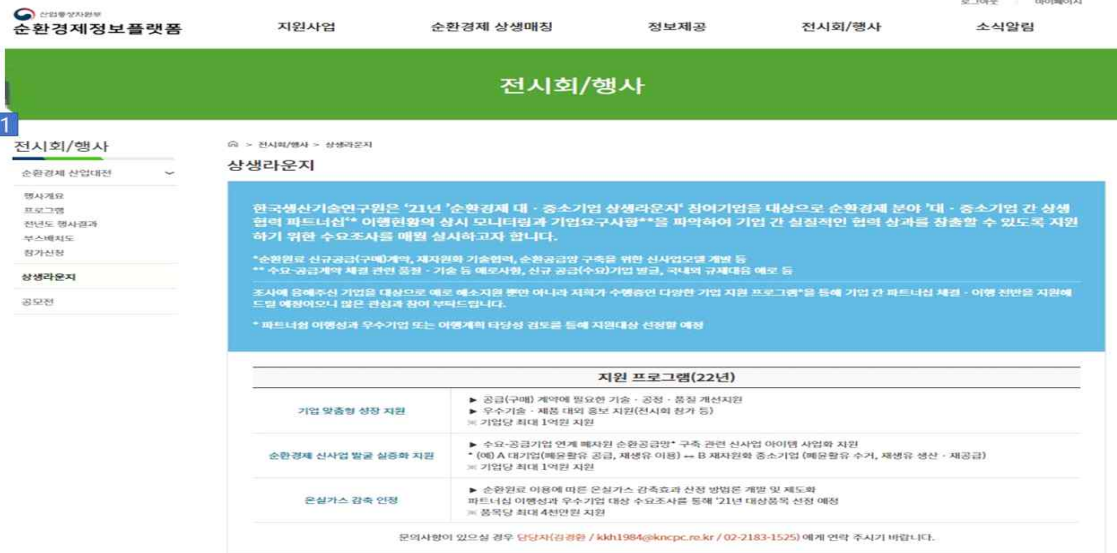 산업통상자원부
로그아웃 마이페이지
순환경제정보플랫폼
지원사업 순환경제 상생매칭 정보제공 전시회/행사 소식알림
전시회/행사
1
전시회/행사
순환경제 산업대전
행사개요
프로그램
전년도 행사결과
부스배치도
참가신청
상생라운지
공모전
> 전시회/행사 > 상생라운지
상생라운지
한국생산기술연구원은 '21년 '순환경제 대·중소기업 상생라운지' 참여기업을 대상으로 순환경제 분야 '대·중소기업 간 상생
협력 파트너십'* 이행현황의 상시 모니터링과 기업요구사항**을 파악하여 기업 간 실질적인 협력 성과를 창출할 수 있도록 지원
하기 위한 수요조사를 매월 실시하고자 합니다.
*순환원료 신규공급(구매)계약, 재자원화 기술협력, 순환공급망 구축을 위한 신사업모델 개발 등
** 수요-공급계약 체결 관련 품질·기술 등 애로사항, 신규 공급(수요)기업 발굴, 국내외 규제대응 애로 등
조사에 응해주신 기업을 대상으로 애로 해소지원 뿐만 아니라 저희가 수행중인 다양한 기업 지원 프로그램*을 통해 기업 간 파트너십 체결·이행 전반을 지원해
드릴 예정이오니 많은 관심과 참여 부탁드립니다.
* 파트너쉽 이행성과 우수기업 또는 이행계획 타당성 검토를 통해 지원대상 선정할 예정
지원 프로그램(22년)
기업 맞춤형 성장 지원
▶ 공급(구매) 계약에 필요한 기술·공정·품질 개선지원
▶ 우수기술·제품 대외 홍보 지원(전시회 참가 등)
※ 기업당 최대 1억원 지원
순환경제 신사업 발굴 실증화 지원
▶ 수요-공급기업 연계 폐자원 순환공급망* 구축 관련 신사업 아이템 사업화 지원
* (예) A 대기업(폐윤활유 공급, 재생유 이용) ↔ B 재자원화 중소기업 (폐윤활유 수거, 재생유 생산·재공급)
※ 기업당 최대 1억원 지원
온실가스 감축 인정
▶ 순환원료 이용에 따른 온실가스 감축효과 산정 방법론 개발 및 제도화
파트너십 이행성과 우수기업 대상 수요조사를 통해 '21년 대상품목 선정 예정
※ 품목당 최대 4천만원 지원
문의사항이 있으실 경우 담당자(김경환 / kkh1984@kncpc.re.kr / 02-2183-1525) 에게 연락 주시기 바랍니다.